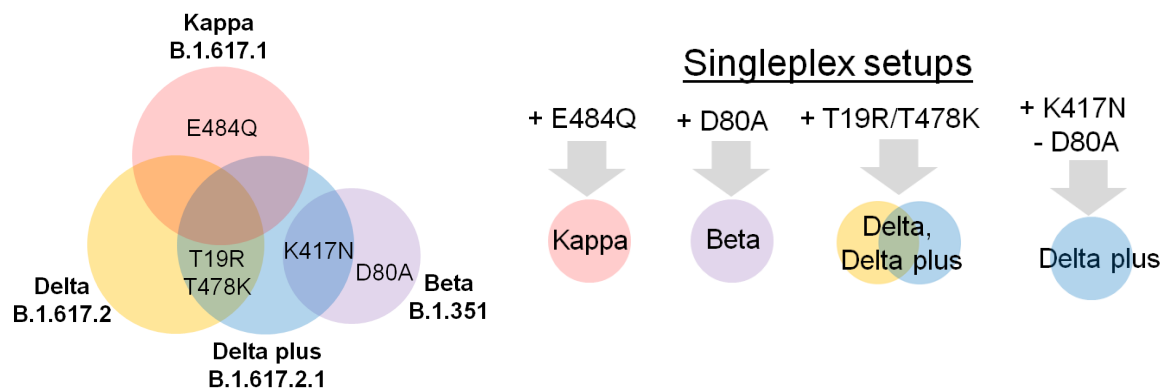 Kappa
B.1.617.1
E484Q
T19R
T478K
K417N
D80A
Delta
B.1.617.2
Beta
B.1.351
Delta plus
B.1.617.2.1
Singleplex setups
+ E484Q
+ D80A
+ T19R/T478K
+ K417N
- D80A
Kappa
Beta
Delta,
Delta plus
Delta plus